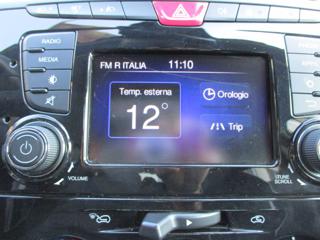 FM R ITALIA 11:10
RADIO
MEDIA
Temp. esterna
12°
Orologio
Trip
VOLUME
TUNE
SCROLL